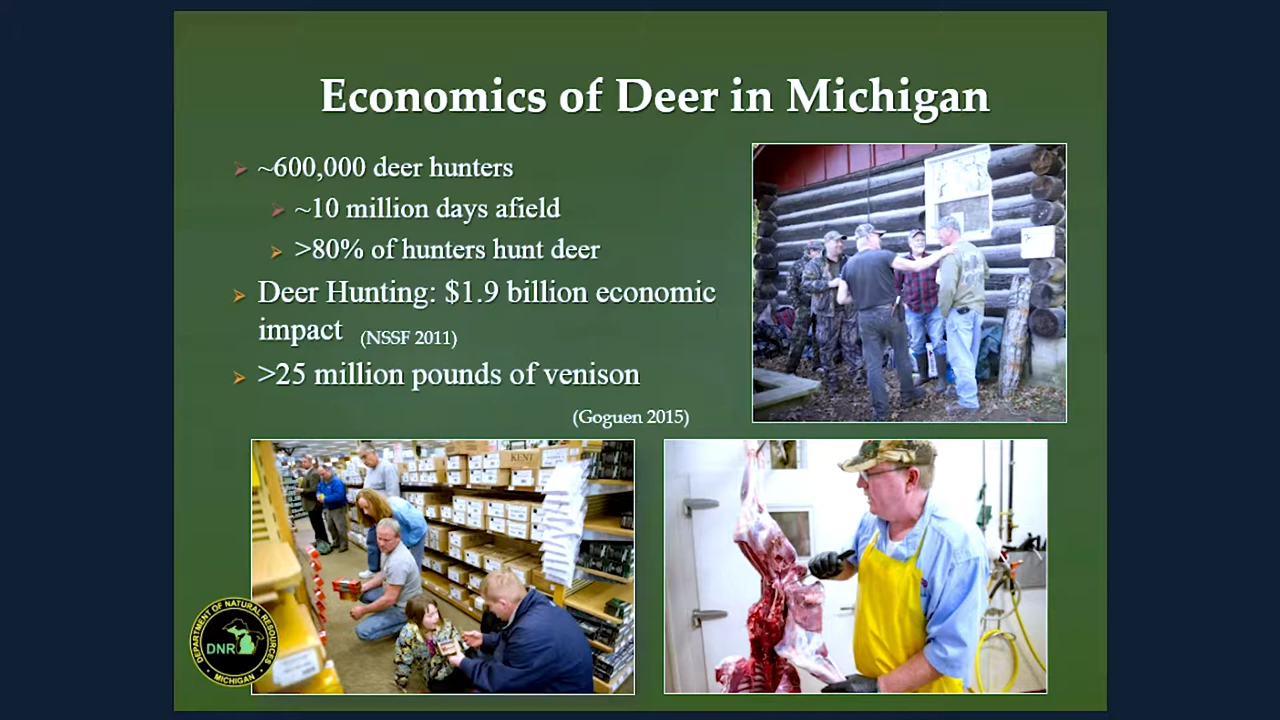 Economics of Deer in Michigan
~600,000 deer hunters
~10 million days afield
>80% of hunters hunt deer
Deer Hunting: $1.9 billion economic
impact (NSSF 2011)
>25 million pounds of venison
(Goguen 2015)
KENT
DEPARTMENT OF NATURAL RESOURCES
DNR
MICHIGAN